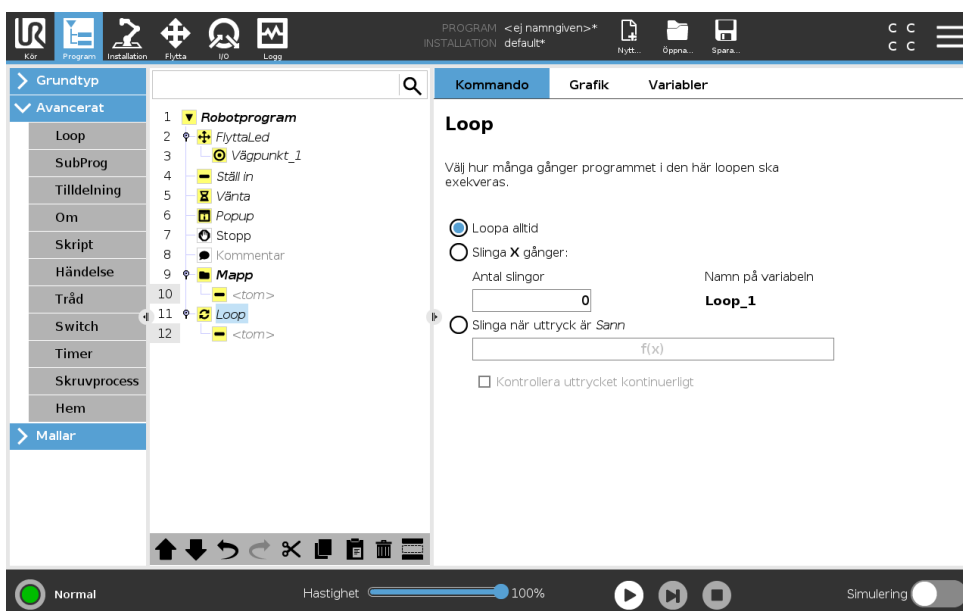 UR
PROGRAM <ej namngiven>*
INSTALLATION default*
Kör Program Installation Flytta I/O Logg
Nytt... Öppna... Spara...
C C
C C
Grundtyp
Avancerat
Loop
SubProg
Tilldelning
Om
Skript
Händelse
Tråd
Switch
Timer
Skruvprocess
Hem
Mallar
1 Robotprogram
2 FlyttaLed
3 Vägpunkt_1
4 Ställ in
5 Vänta
6 Popup
7 Stopp
8 Kommentar
9 Mapp
10 <tom>
11 Loop
12 <tom>
Kommando Grafik Variabler
Loop
Välj hur många gånger programmet i den här loopen ska
exekveras.
Loopa alltid
Slinga X gånger:
Antal slingor Namn på variabeln
0 Loop_1
Slinga när uttryck är Sann
f(x)
Kontrollera uttrycket kontinuerligt
Normal Hastighet 100% Simulering